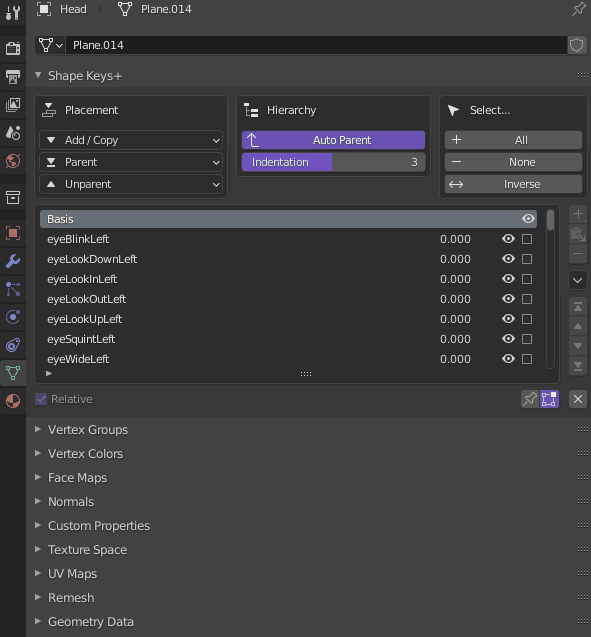 Head Plane.014
Plane.014
Shape Keys+
Placement Hierarchy Select...
Add / Copy Auto Parent All
Parent Indentation 3 None
Unparent Inverse
Basis
eyeBlinkLeft 0.000
eyeLookDownLeft 0.000
eyeLookInLeft 0.000
eyeLookOutLeft 0.000
eyeLookUpLeft 0.000
eyeSquintLeft 0.000
eyeWideLeft 0.000
Relative
Vertex Groups
Vertex Colors
Face Maps
Normals
Custom Properties
Texture Space
UV Maps
Remesh
Geometry Data